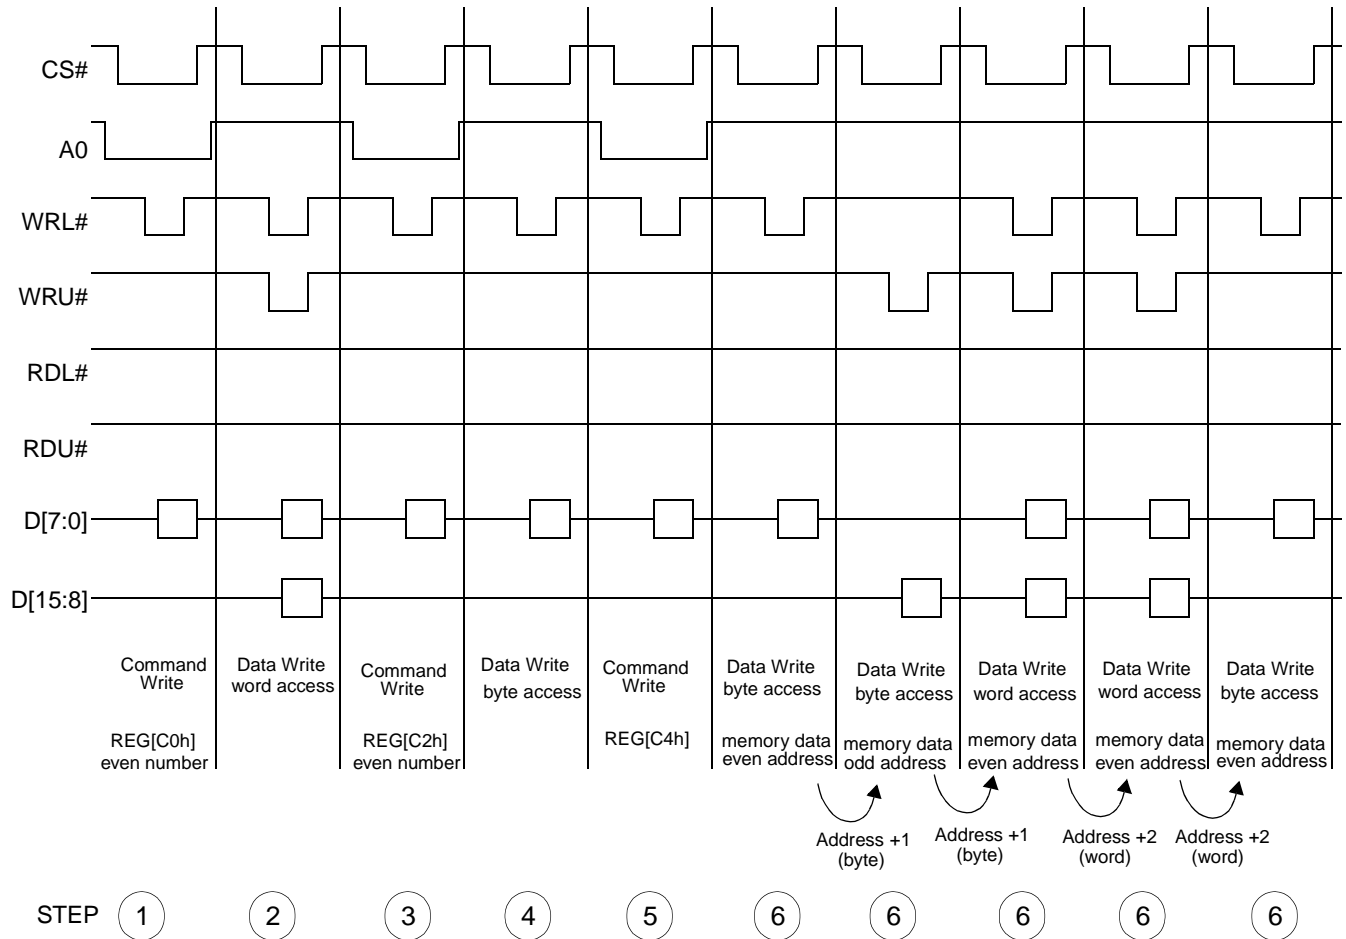 CS#
A0
WRL#
WRU#
RDL#
RDU#
D[7:0]
D[15:8]
Command
Write
REG[C0h]
even number
Data Write
word access
Command
Write
REG[C2h]
even number
Data Write
byte access
Command
Write
REG[C4h]
Data Write
byte access
memory data
even address
Data Write
byte access
memory data
odd address
Data Write
word access
memory data
even address
Data Write
word access
memory data
even address
Data Write
byte access
memory data
even address
Address +1
(byte)
Address +1
(byte)
Address +2
(word)
Address +2
(word)
STEP 1 2 3 4 5 6 6 6 6 6